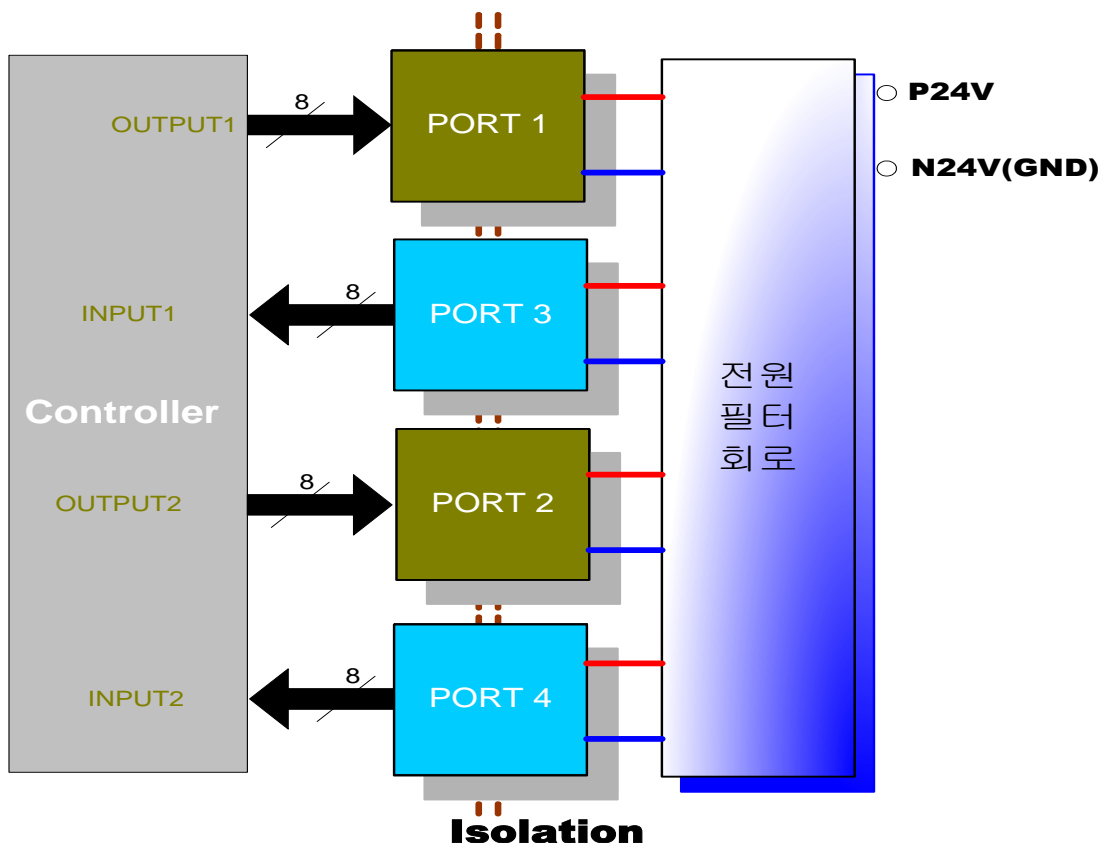 8
PORT 1
P24V
OUTPUT1
N24V(GND)
8
INPUT1
PORT 3
전원
필터
회로
Controller
8
OUTPUT2
PORT 2
8
INPUT2
PORT 4
Isolation